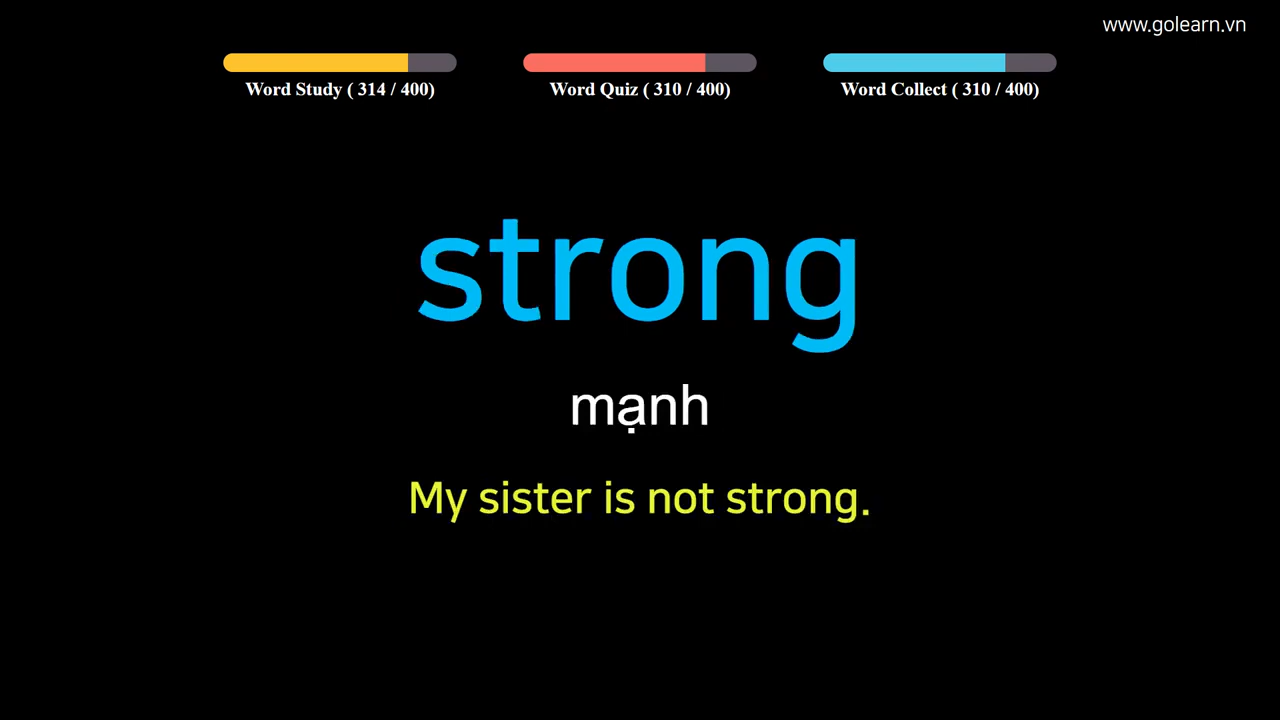 www.golearn.vn
Word Study ( 314 / 400)
Word Quiz ( 310 / 400)
Word Collect ( 310 / 400)
strong
mạnh
My sister is not strong.